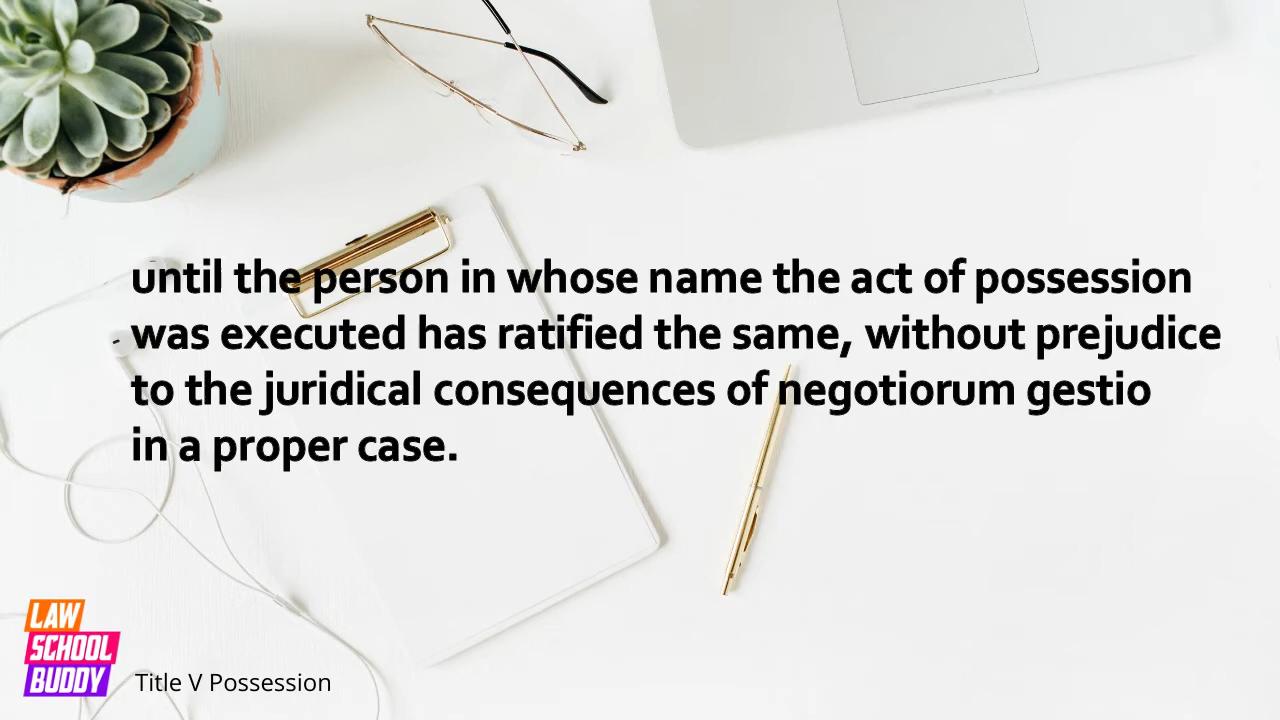 until the person in whose name the act of possession
was executed has ratified the same, without prejudice
to the juridical consequences of negotiorum gestio
in a proper case.
LAW
SCHOOL
BUDDY
Title V Possession